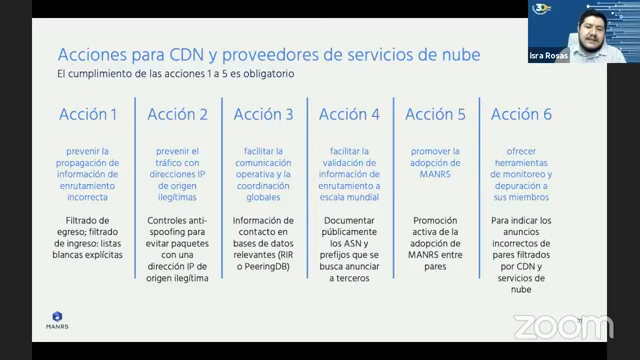 30
Isra Rosas
Acciones para CDN y proveedores de servicios de nube
El cumplimiento de las acciones 1 a 5 es obligatorio
Acción 1
prevenir la
propagación de
información de
enrutamiento
incorrecta
Filtrado de
egreso; filtrado
de ingreso: listas
blancas explícitas
Acción 2
prevenir el
tráfico con
direcciones IP
de origen
ilegítimas
Controles anti-
spoofing para
evitar paquetes
con una
dirección IP de
origen ilegítima
Acción 3
facilitar la
comunicación
operativa y la
coordinación
globales
Información de
contacto en
bases de datos
relevantes (RIR
o PeeringDB)
Acción 4
facilitar la
validación de
información de
enrutamiento a
escala mundial
Documentar
públicamente
los ASN y
prefijos que se
busca anunciar
a terceros
Acción 5
promover la
adopción de
MANRS
Promoción
activa de la
adopción de
MANRS entre
pares
Acción 6
ofrecer
herramientas
de monitoreo y
depuración a
sus miembros
Para indicar los
anuncios
incorrectos de
pares filtrados
por CDN y
servicios de
nube
MANRS
zoom